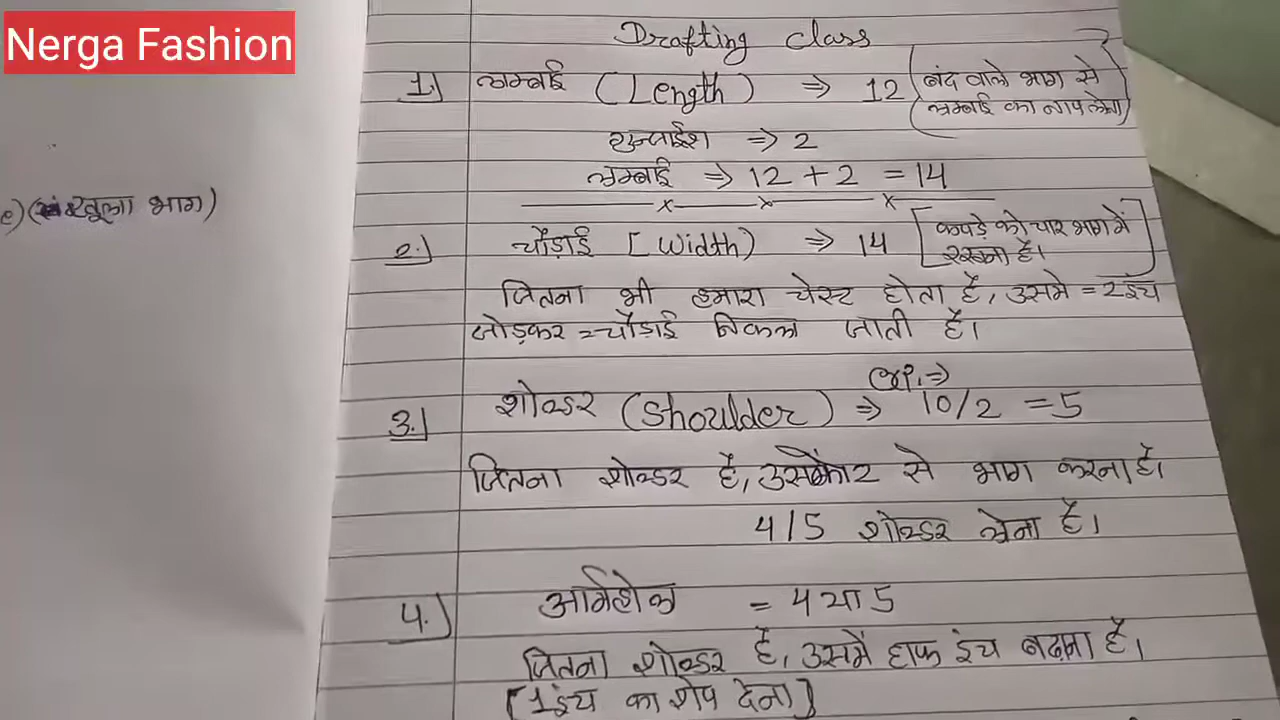 Nerga Fashion
Drafting class
1.) लम्बाई (Length) ⇒ 12 (बंद वाले भाग से
लम्बाई का नाप लेना)
⇒ 2
लम्बाई ⇒ 12 + 2 = 14
e) खुला भाग)
2.) चौड़ाई [Width) ⇒ 14 [कपड़े को चार भाग में
रखना है।]
जितना भी हमारा चेस्ट होता है, उसमे = 2 इंच
जोड़कर = चौड़ाई निकल जाती है।
3.) शोल्डर (Shoulder) ⇒ 10/2 = 5
जितना शोल्डर है, उसको 2 से भाग करना है।
4/5 शोल्डर लेना है।
4.) आर्महोल = 4 या 5
जितना शोल्डर है, उसमें हाफ इंच बढ़ाना है।
[1 इंच का शेप देना]